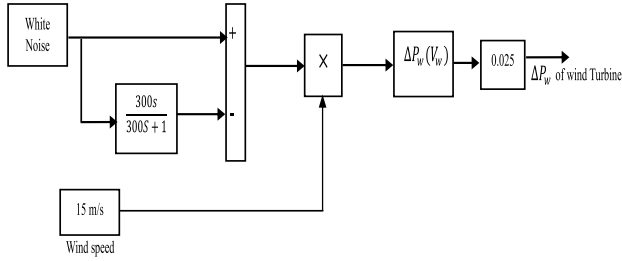 White
Noise
+
-
300s
300S + 1
X
ΔP_w(V_w)
0.025
ΔP_w of wind Turbine
15 m/s
Wind speed